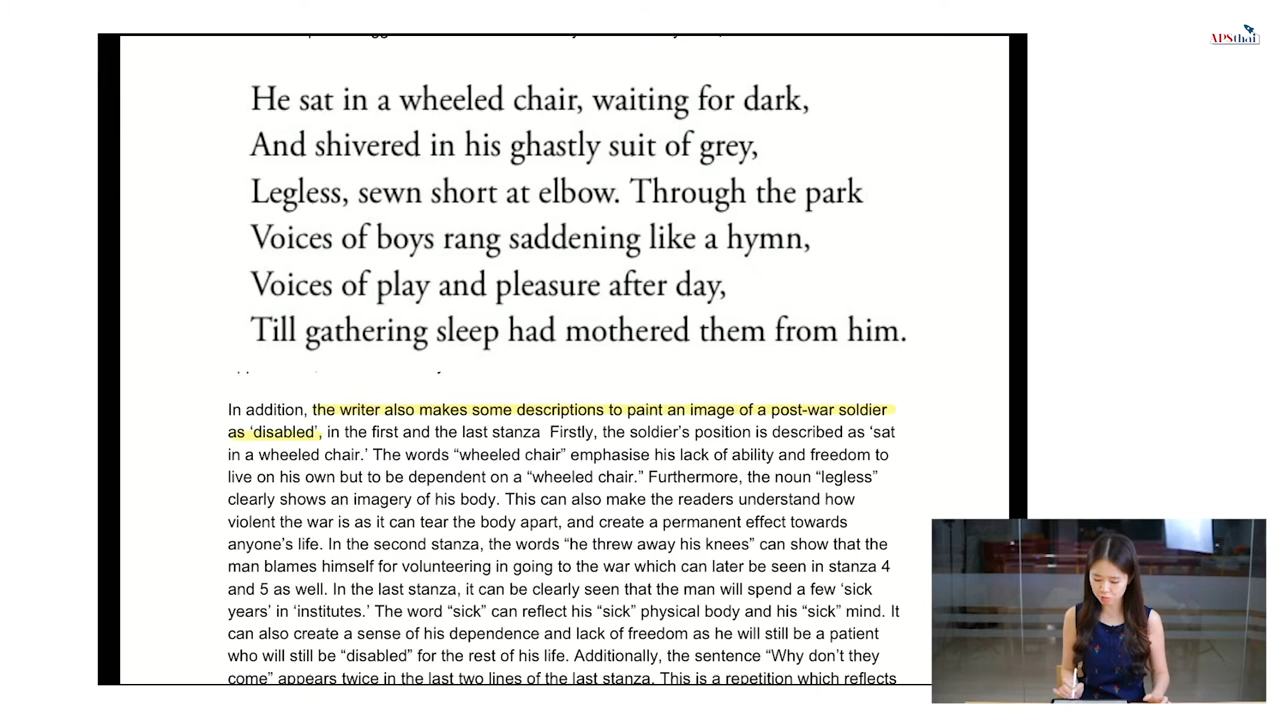 APSthai
He sat in a wheeled chair, waiting for dark,
And shivered in his ghastly suit of grey,
Legless, sewn short at elbow. Through the park
Voices of boys rang saddening like a hymn,
Voices of play and pleasure after day,
Till gathering sleep had mothered them from him.
In addition, the writer also makes some descriptions to paint an image of a post-war soldier
as ‘disabled’, in the first and the last stanza  Firstly, the soldier’s position is described as ‘sat
in a wheeled chair.’ The words “wheeled chair” emphasise his lack of ability and freedom to
live on his own but to be dependent on a “wheeled chair.” Furthermore, the noun “legless”
clearly shows an imagery of his body. This can also make the readers understand how
violent the war is as it can tear the body apart, and create a permanent effect towards
anyone’s life. In the second stanza, the words “he threw away his knees” can show that the
man blames himself for volunteering in going to the war which can later be seen in stanza 4
and 5 as well. In the last stanza, it can be clearly seen that the man will spend a few ‘sick
years’ in ‘institutes.’ The word “sick” can reflect his “sick” physical body and his “sick” mind. It
can also create a sense of his dependence and lack of freedom as he will still be a patient
who will still be “disabled” for the rest of his life. Additionally, the sentence “Why don’t they
come” appears twice in the last two lines of the last stanza. This is a repetition which reflects